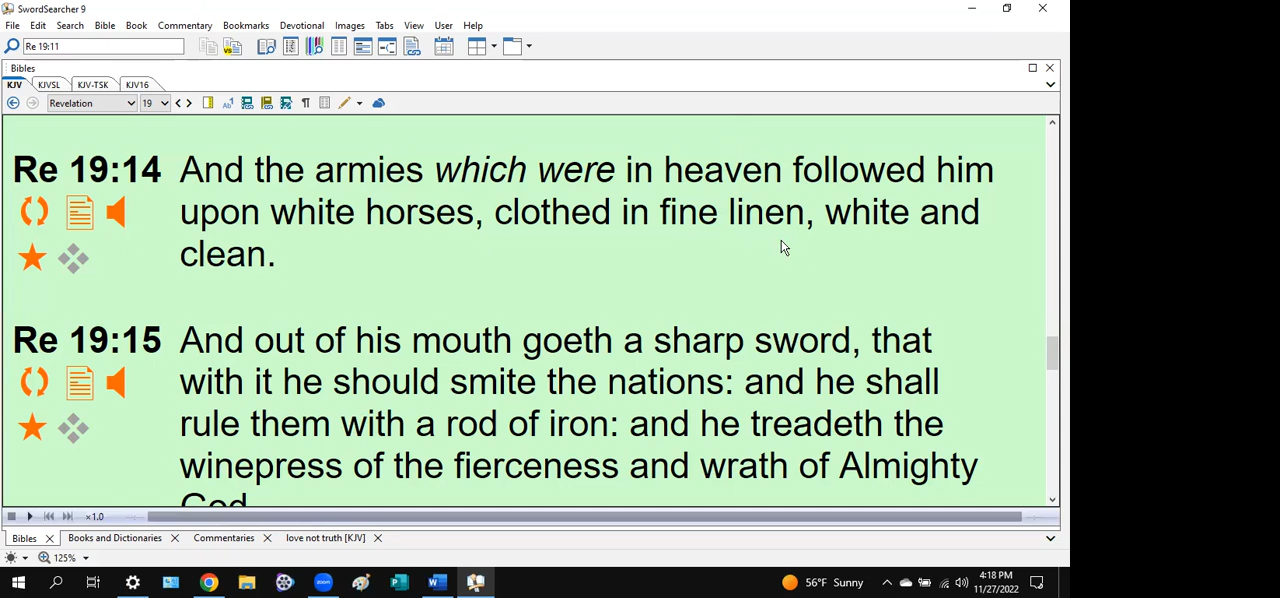 SwordSearcher 9
File Edit Search Bible Book Commentary Bookmarks Devotional Images Tabs View User Help
Re 19:11
Bibles
KJV KJVSL KJV-TSK KJV16
Revelation 19
Re 19:14 And the armies which were in heaven followed him
upon white horses, clothed in fine linen, white and
clean.
Re 19:15 And out of his mouth goeth a sharp sword, that
with it he should smite the nations: and he shall
rule them with a rod of iron: and he treadeth the
winepress of the fierceness and wrath of Almighty
God
×1.0
Bibles Books and Dictionaries Commentaries love not truth [KJV]
125%
56°F Sunny 4:18 PM
11/27/2022